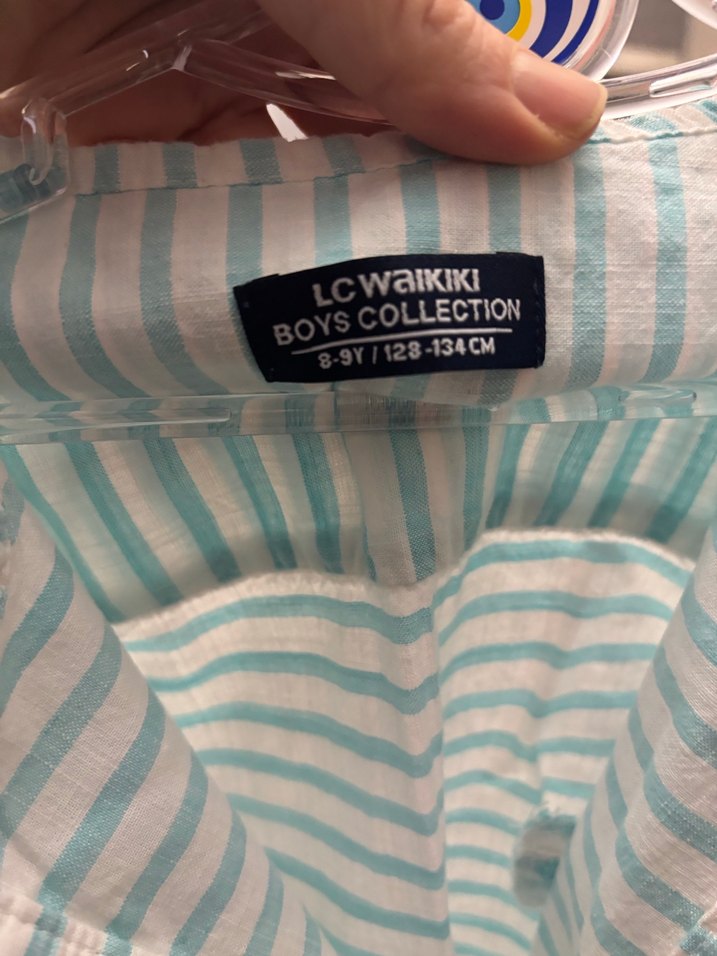 LC WAIKIKI
BOYS COLLECTION
8-9Y / 128-134 CM